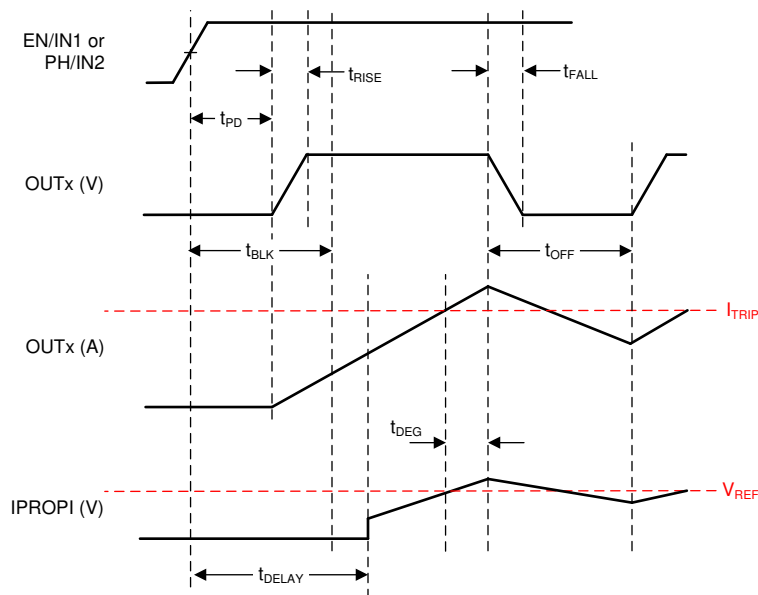 EN/IN1 or
PH/IN2
tRISE
tFALL
tPD
OUTx (V)
tBLK
tOFF
ITRIP
OUTx (A)
tDEG
VREF
IPROPI (V)
tDELAY